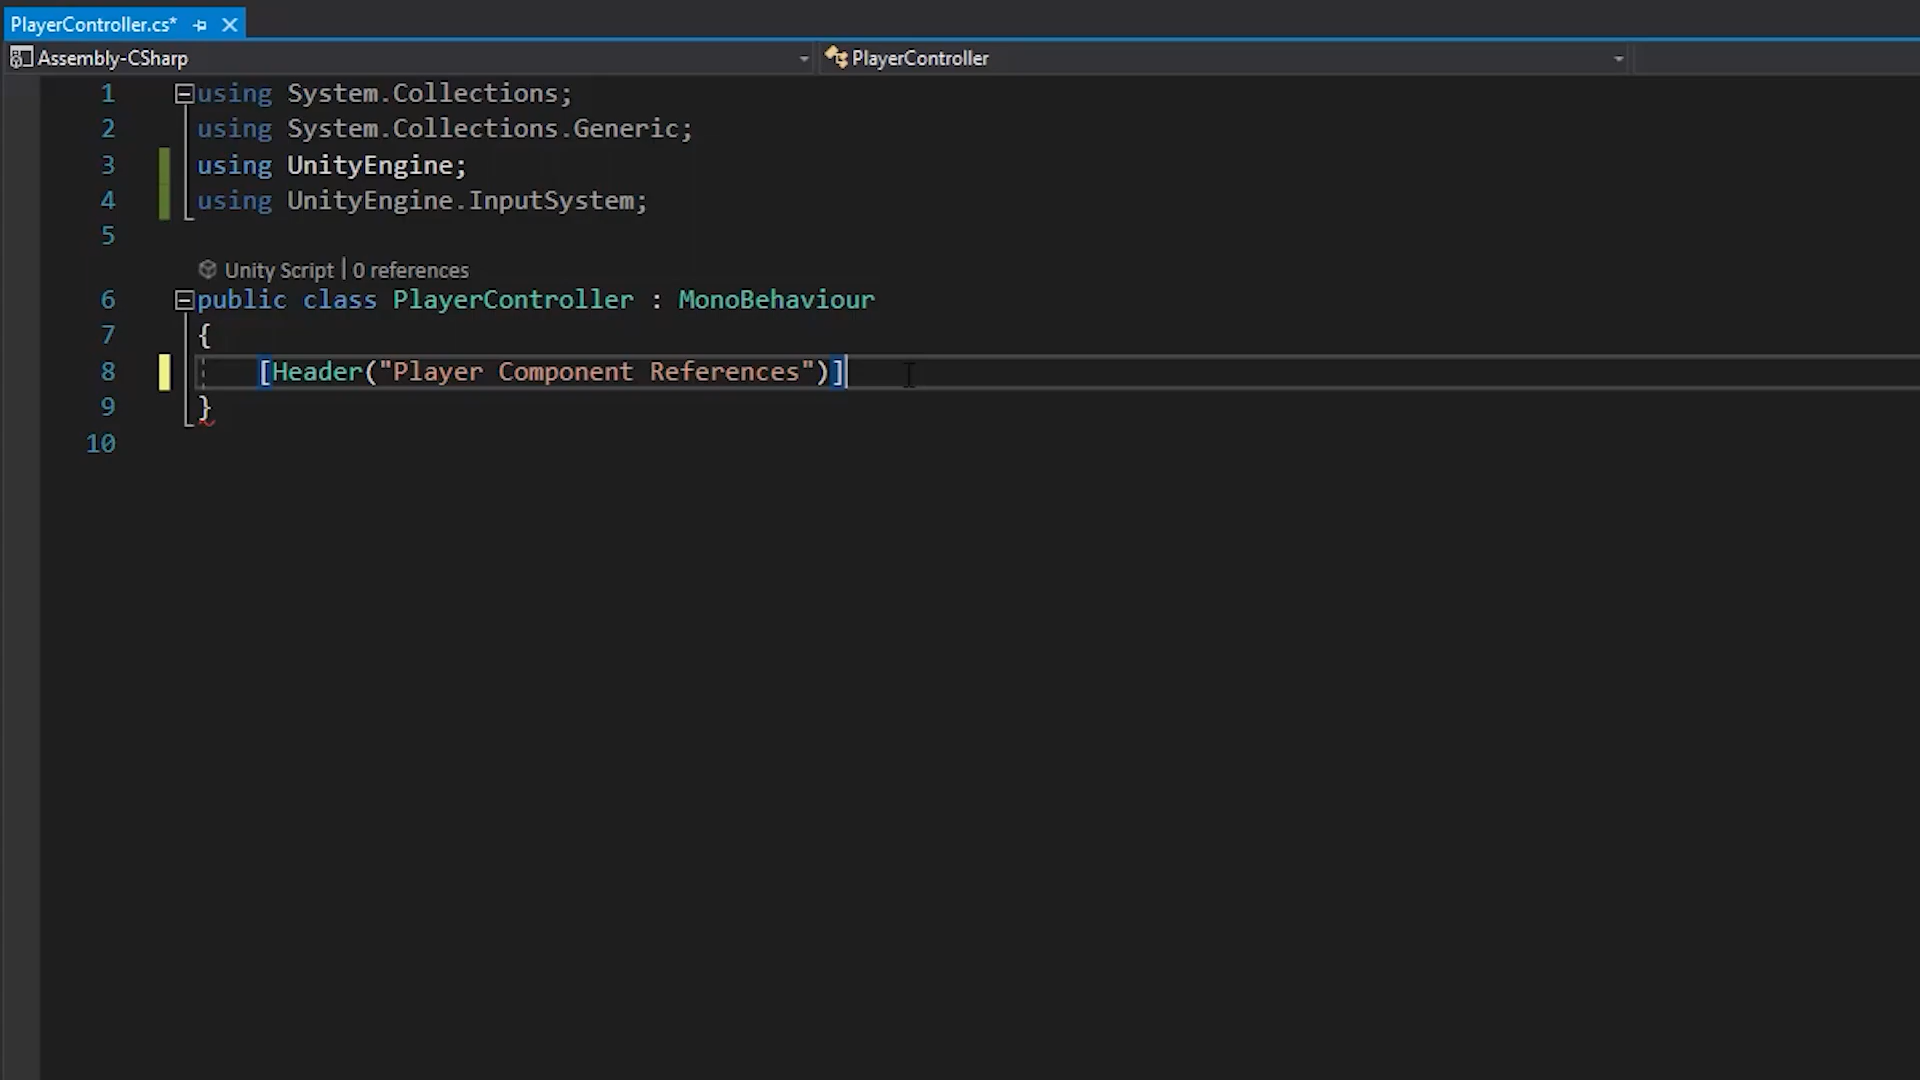 PlayerController.cs*
Assembly-CSharp
PlayerController
1 using System.Collections;
2 using System.Collections.Generic;
3 using UnityEngine;
4 using UnityEngine.InputSystem;
5
Unity Script | 0 references
6 public class PlayerController : MonoBehaviour
7 {
8 [Header("Player Component References")]
9 }
10